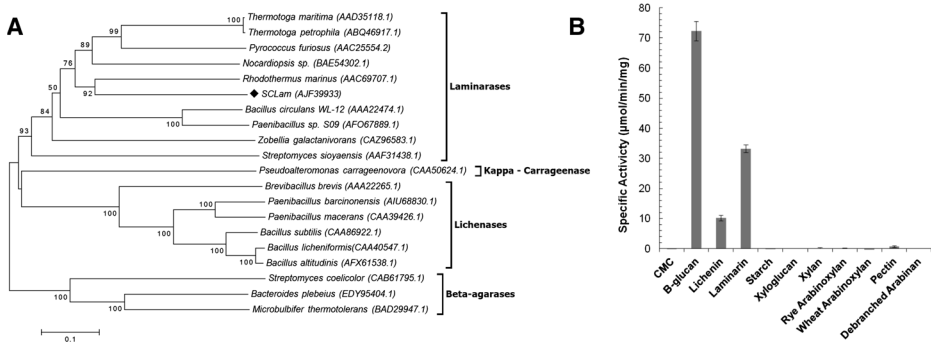 A
100
Thermotoga maritima (AAD35118.1)
99
Thermotoga petrophila (ABQ46917.1)
89
Pyrococcus furiosus (AAC25554.2)
76
Nocardiopsis sp. (BAE54302.1)
50
Rhodothermus marinus (AAC69707.1)
92
SCLam (AJF39933)
Laminarases
84
Bacillus circulans WL-12 (AAA22474.1)
100
Paenibacillus sp. S09 (AFO67889.1)
93
Zobellia galactanivorans (CAZ96583.1)
Streptomyces sioyaensis (AAF31438.1)
Pseudoalteromonas carrageenovora (CAA50624.1)
Kappa - Carrageenase
Brevibacillus brevis (AAA22265.1)
100
Paenibacillus barcinonensis (AIU68830.1)
100
Paenibacillus macerans (CAA39426.1)
100
Bacillus subtilis (CAA86922.1)
100
Bacillus licheniformis(CAA40547.1)
100
Bacillus altitudinis (AFX61538.1)
Lichenases
Streptomyces coelicolor (CAB61795.1)
100
Bacteroides plebeius (EDY95404.1)
100
Microbulbifer thermotolerans (BAD29947.1)
Beta-agarases
0.1
B
Specific Activicty (µmol/min/mg)
80
70
60
50
40
30
20
10
0
CMC
B-glucan
Lichenin
Laminarin
Starch
Xyloglucan
Xylan
Rye Arabinoxylan
Wheat Arabinoxylan
Pectin
Debranched Arabinan